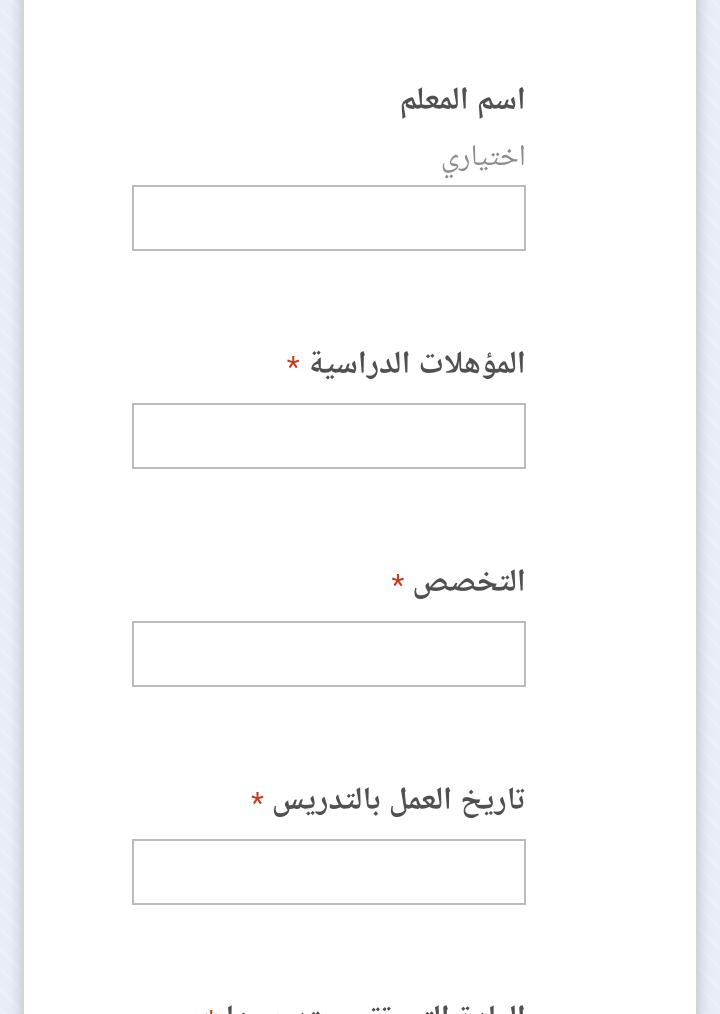 اسم المعلم
اختياري
المؤهلات الدراسية *
التخصص *
تاريخ العمل بالتدريس *